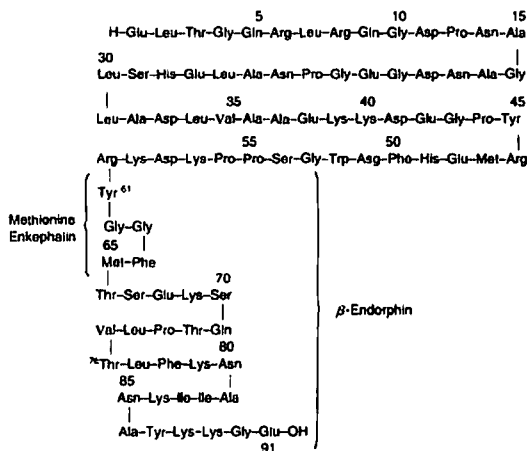 5 10 15
H–Glu–Leu–Thr–Gly–Gln–Arg–Leu–Arg–Gln–Gly–Asp–Pro–Asn–Ala
30
Leu–Ser–His–Glu–Leu–Ala–Asn–Pro–Gly–Glu–Gly–Asp–Asn–Ala–Gly
35 40 45
Leu–Ala–Asp–Leu–Val–Ala–Ala–Glu–Lys–Lys–Asp–Glu–Gly–Pro–Tyr
55 50
Arg–Lys–Asp–Lys–Pro–Pro–Ser–Gly–Trp–Asg–Phe–His–Glu–Met–Arg
Tyr 61
Methionine
Enkephalin
Gly–Gly
65
Met–Phe
70
Thr–Ser–Glu–Lys–Ser
β-Endorphin
Val–Leu–Pro–Thr–Gln
80
Thr–Leu–Phe–Lys–Asn
85
Asn–Lys–Ile–Ile–Ala
Ala–Tyr–Lys–Lys–Gly–Glu–OH
91